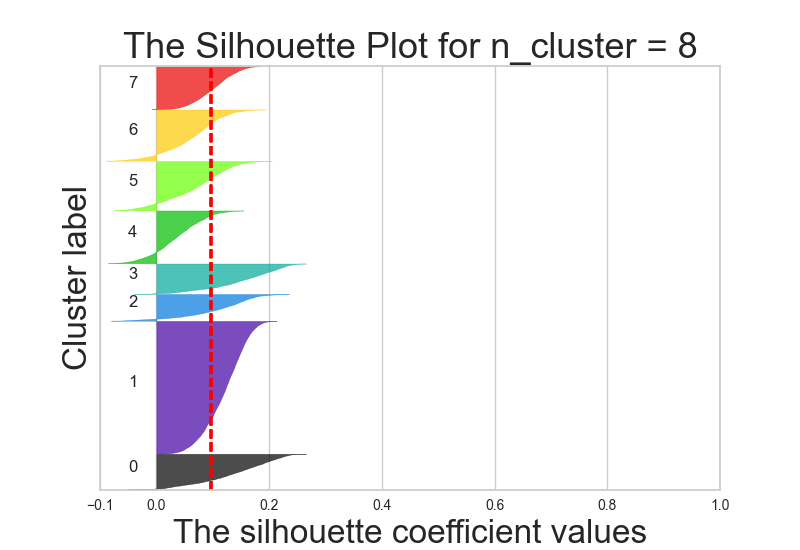 The Silhouette Plot for n_cluster = 8
Cluster label
7
6
5
4
3
2
1
0
−0.1 0.0 0.2 0.4 0.6 0.8 1.0
The silhouette coefficient values